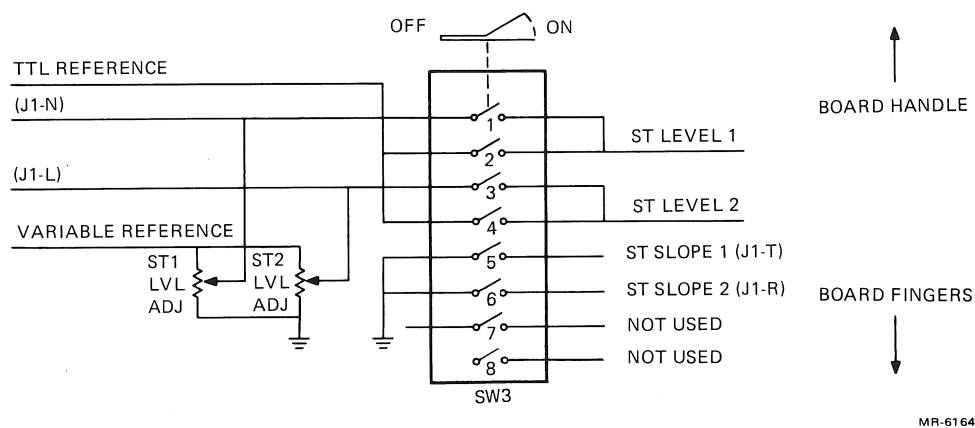 OFF
ON
TTL REFERENCE
(J1-N)
BOARD HANDLE
1
ST LEVEL 1
2
(J1-L)
3
ST LEVEL 2
4
VARIABLE REFERENCE
ST1
LVL
ADJ
ST2
LVL
ADJ
5
ST SLOPE 1 (J1-T)
6
ST SLOPE 2 (J1-R)
BOARD FINGERS
7
NOT USED
8
NOT USED
SW3
MR-6164